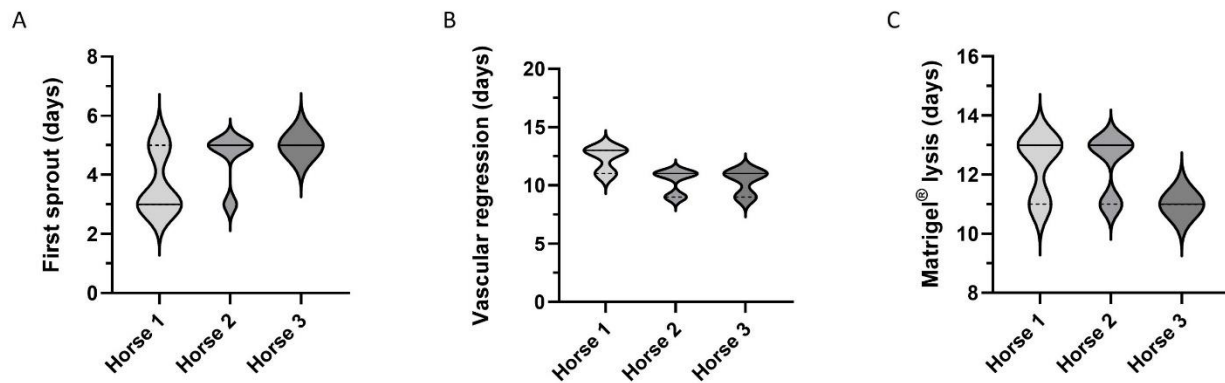 A
First sprout (days)
8
6
4
2
0
Horse 1
Horse 2
Horse 3
B
Vascular regression (days)
20
15
10
5
0
Horse 1
Horse 2
Horse 3
C
Matrigel® lysis (days)
16
14
12
10
8
Horse 1
Horse 2
Horse 3